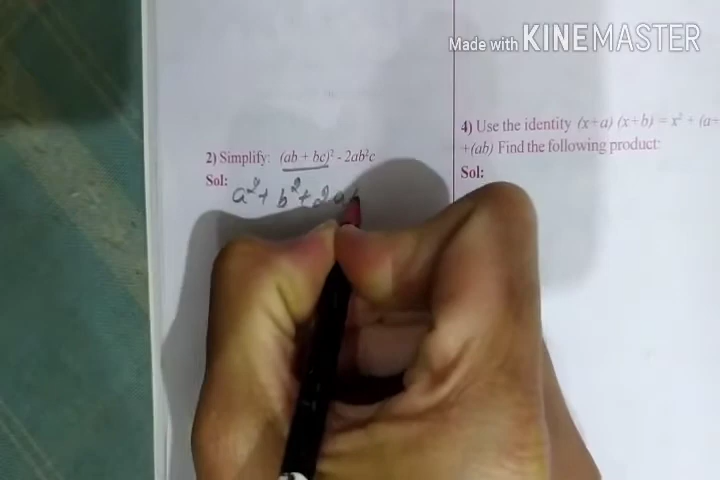 Made with KINEMASTER
2) Simplify: (ab + bc)² - 2ab²c
Sol:
a² + b² + 2ab
4) Use the identity (x+a) (x+b) = x² + (a+
+(ab) Find the following product:
Sol: